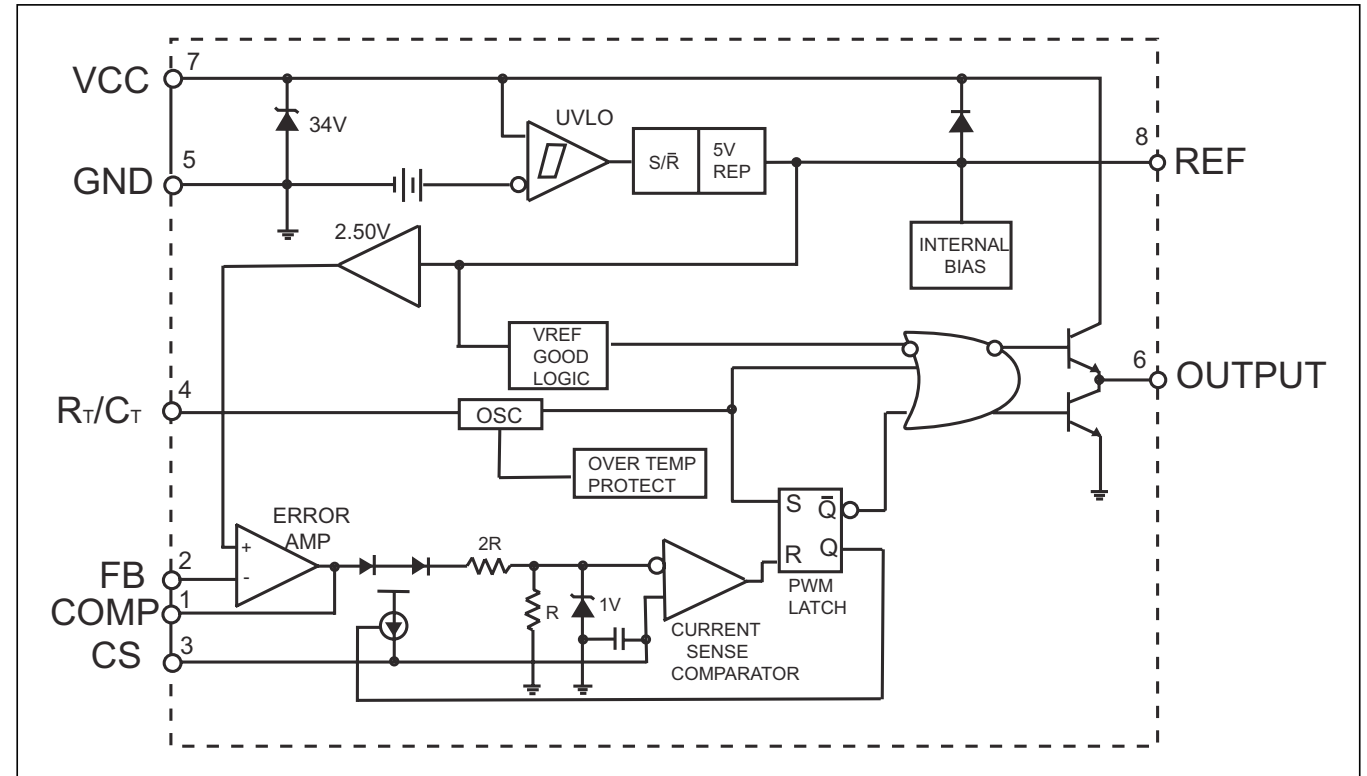 7
VCC
34V
UVLO
S/R̄
5V
REP
8
REF
5
GND
INTERNAL
BIAS
2.50V
VREF
GOOD
LOGIC
6
OUTPUT
4
RT/CT
OSC
OVER TEMP
PROTECT
S
Q̄
R
Q
PWM
LATCH
ERROR
AMP
+
-
2
FB
1
COMP
3
CS
2R
R
1V
CURRENT
SENSE
COMPARATOR